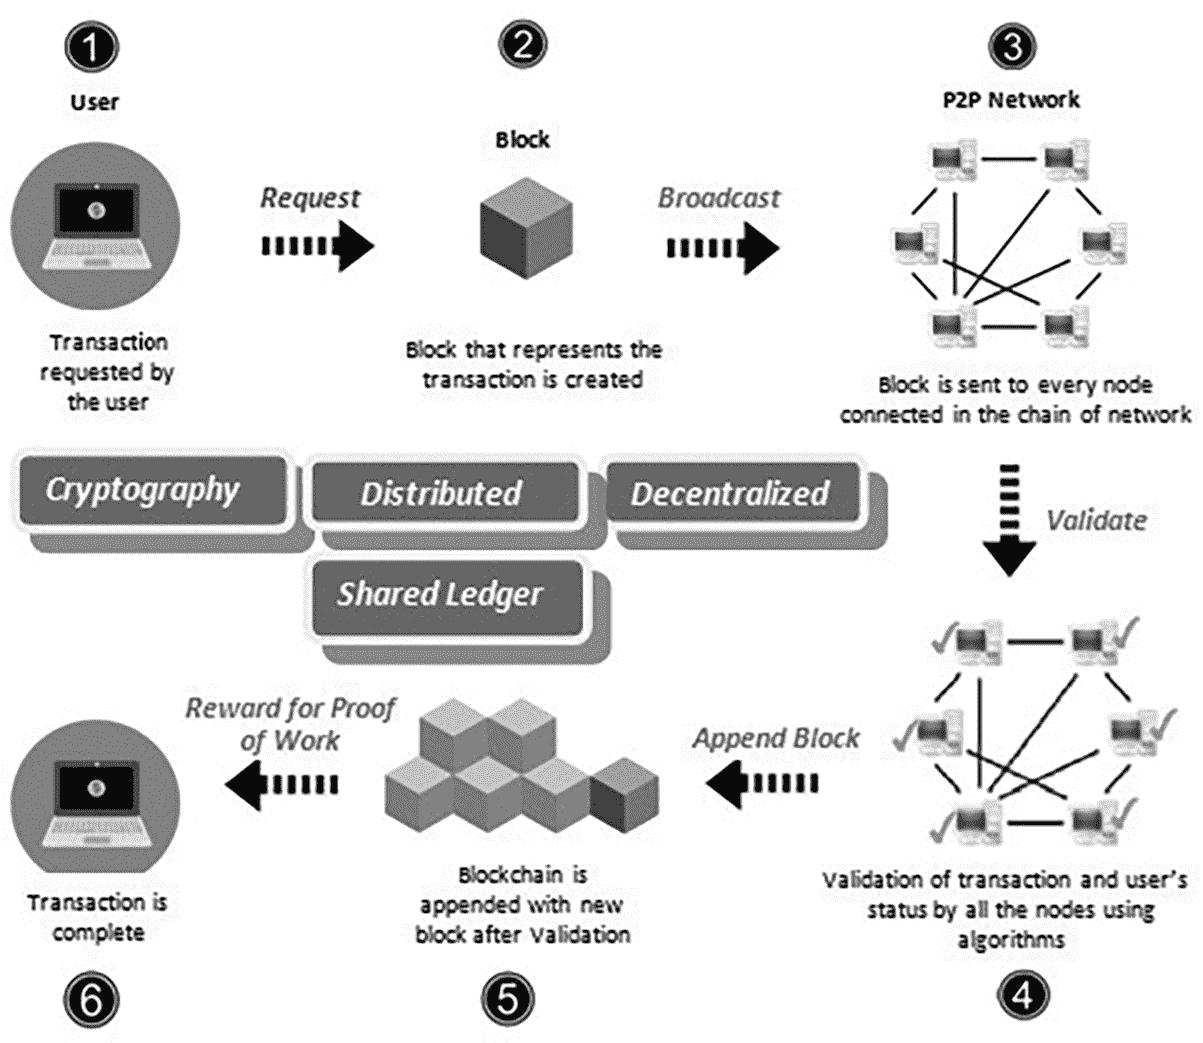 1
User
Transaction
requested by
the user
Request
2
Block
Block that represents the
transaction is created
Broadcast
3
P2P Network
Block is sent to every node
connected in the chain of network
Cryptography
Distributed
Decentralized
Shared Ledger
Validate
Validation of transaction and user's
status by all the nodes using
algorithms
4
Append Block
Blockchain is
appended with new
block after Validation
5
Reward for Proof
of Work
Transaction is
complete
6